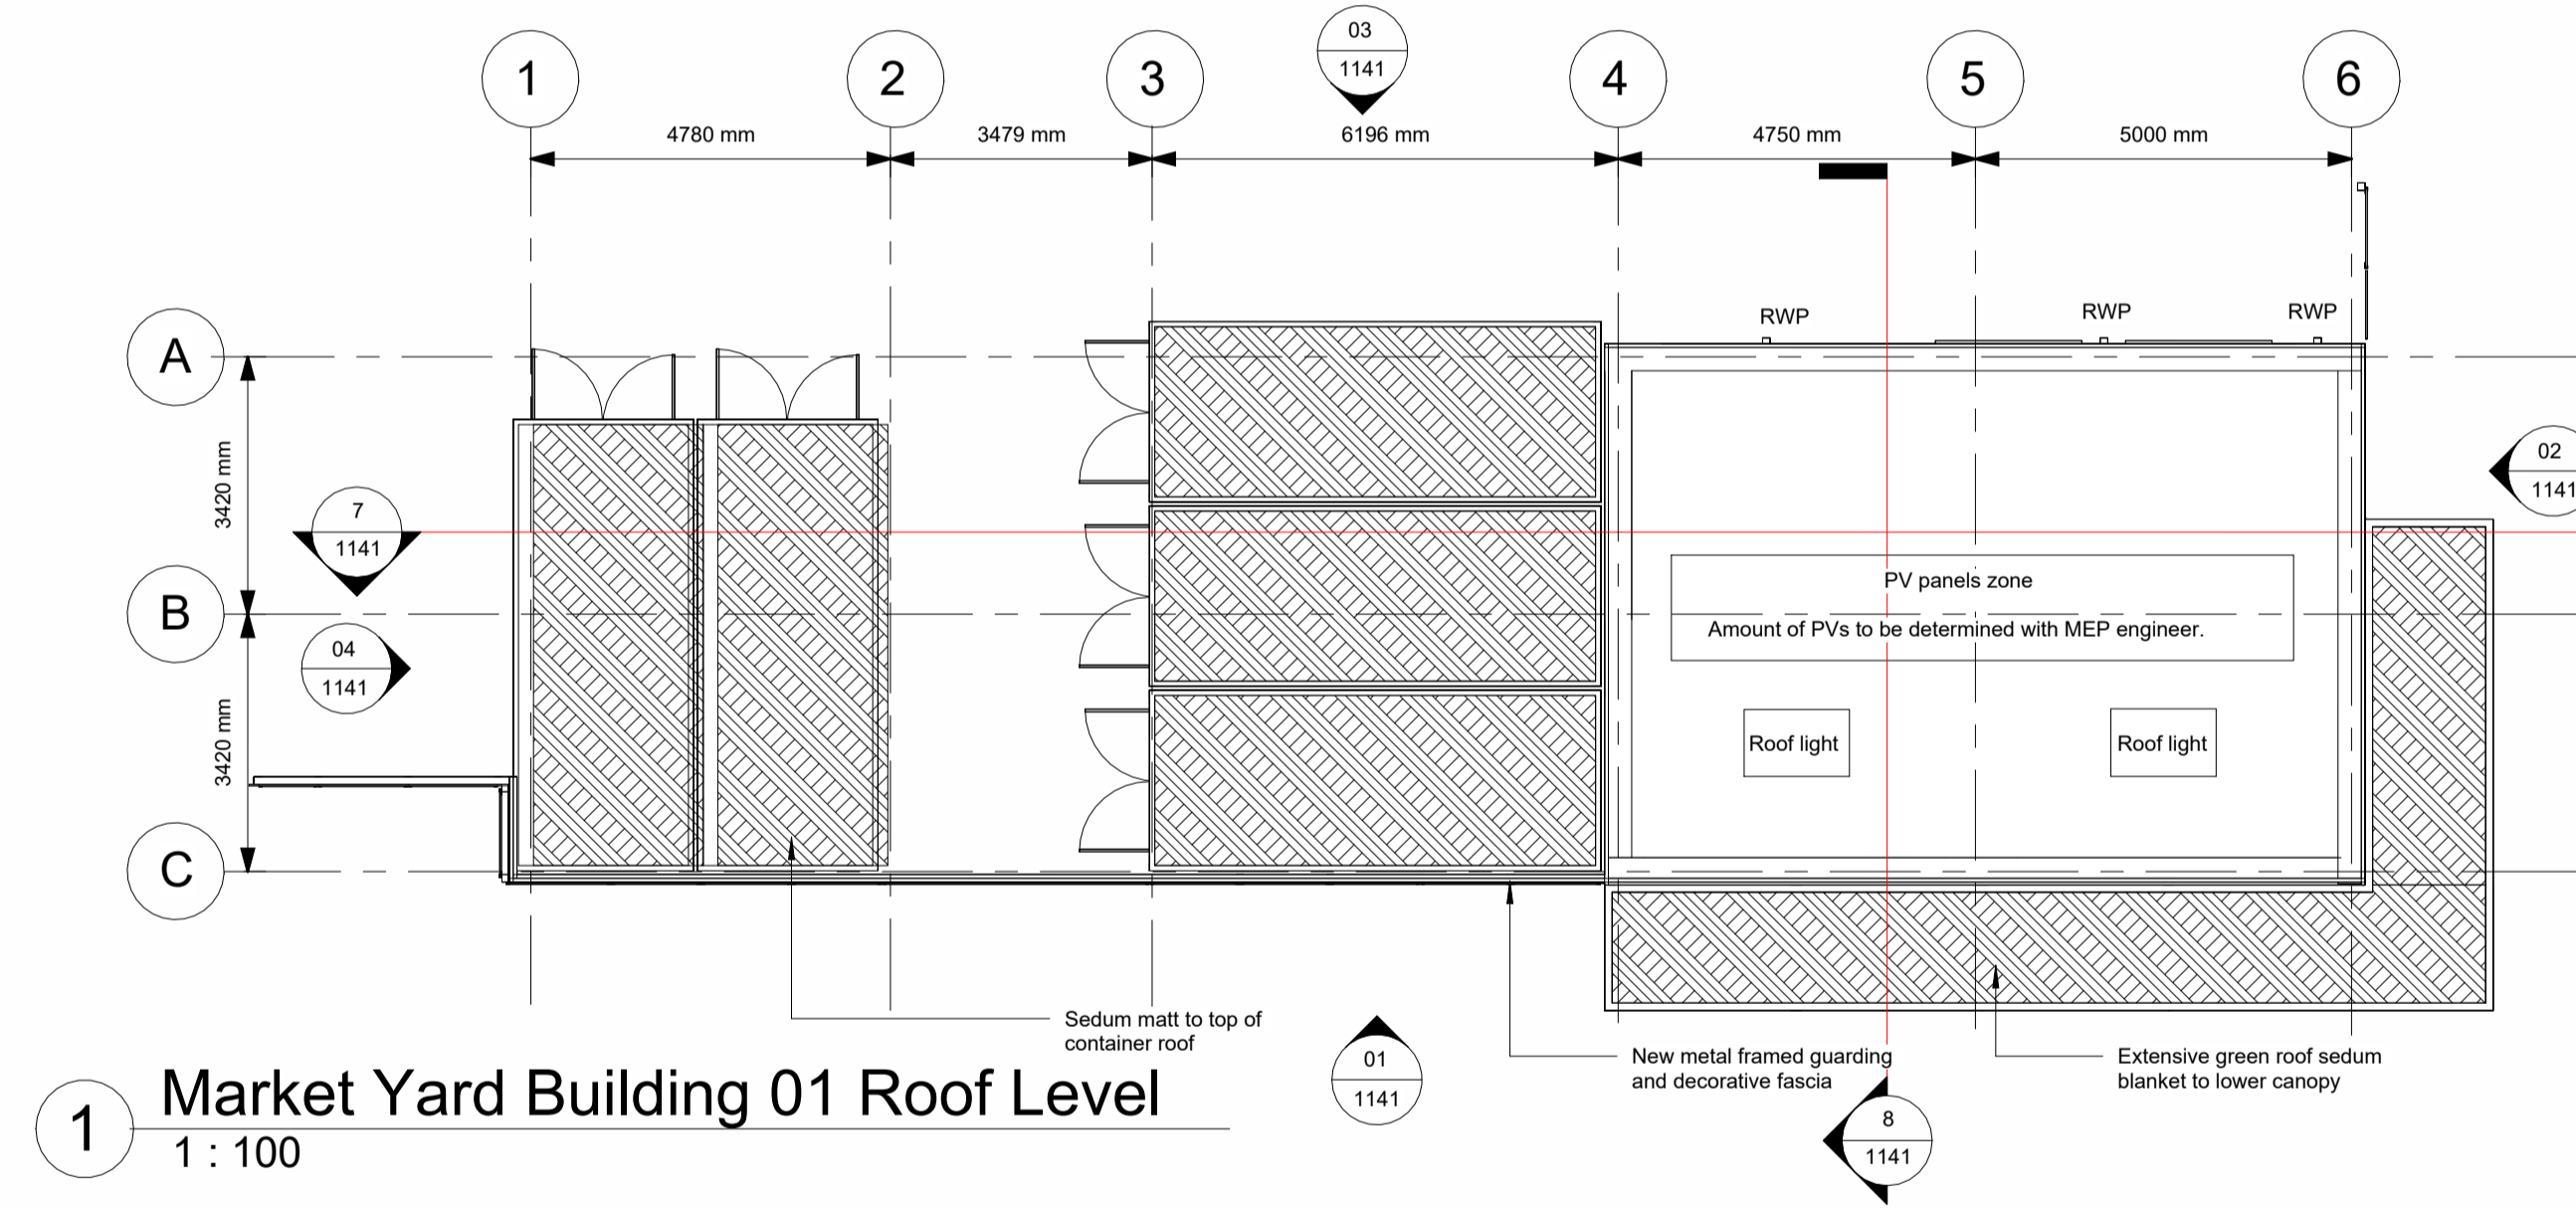 03
1141
1
2
3
4
5
6
4780 mm
3479 mm
6196 mm
4750 mm
5000 mm
RWP
RWP
RWP
A
3420 mm
02
1141
7
1141
PV panels zone
B
Amount of PVs to be determined with MEP engineer.
04
1141
3420 mm
Roof light
Roof light
C
Sedum matt to top of
container roof
01
1141
New metal framed guarding
and decorative fascia
Extensive green roof sedum
blanket to lower canopy
1
Market Yard Building 01 Roof Level
1 : 100
8
1141